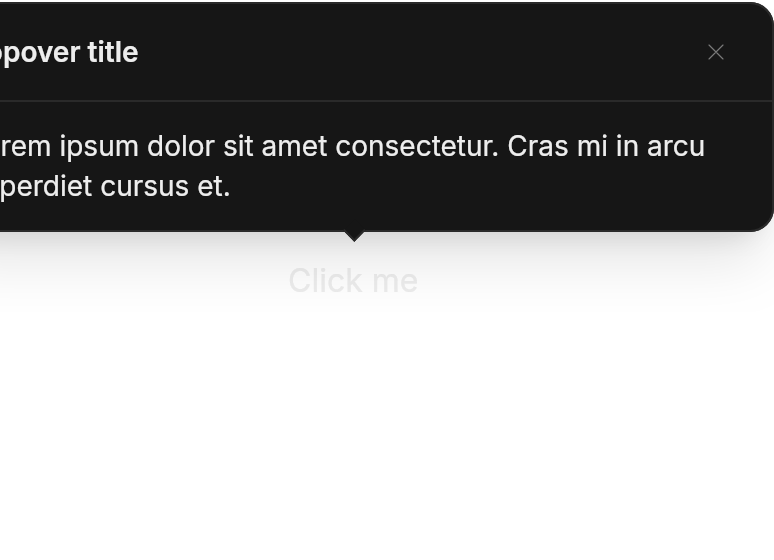 opover title
rem ipsum dolor sit amet consectetur. Cras mi in arcu
perdiet cursus et.
Click me